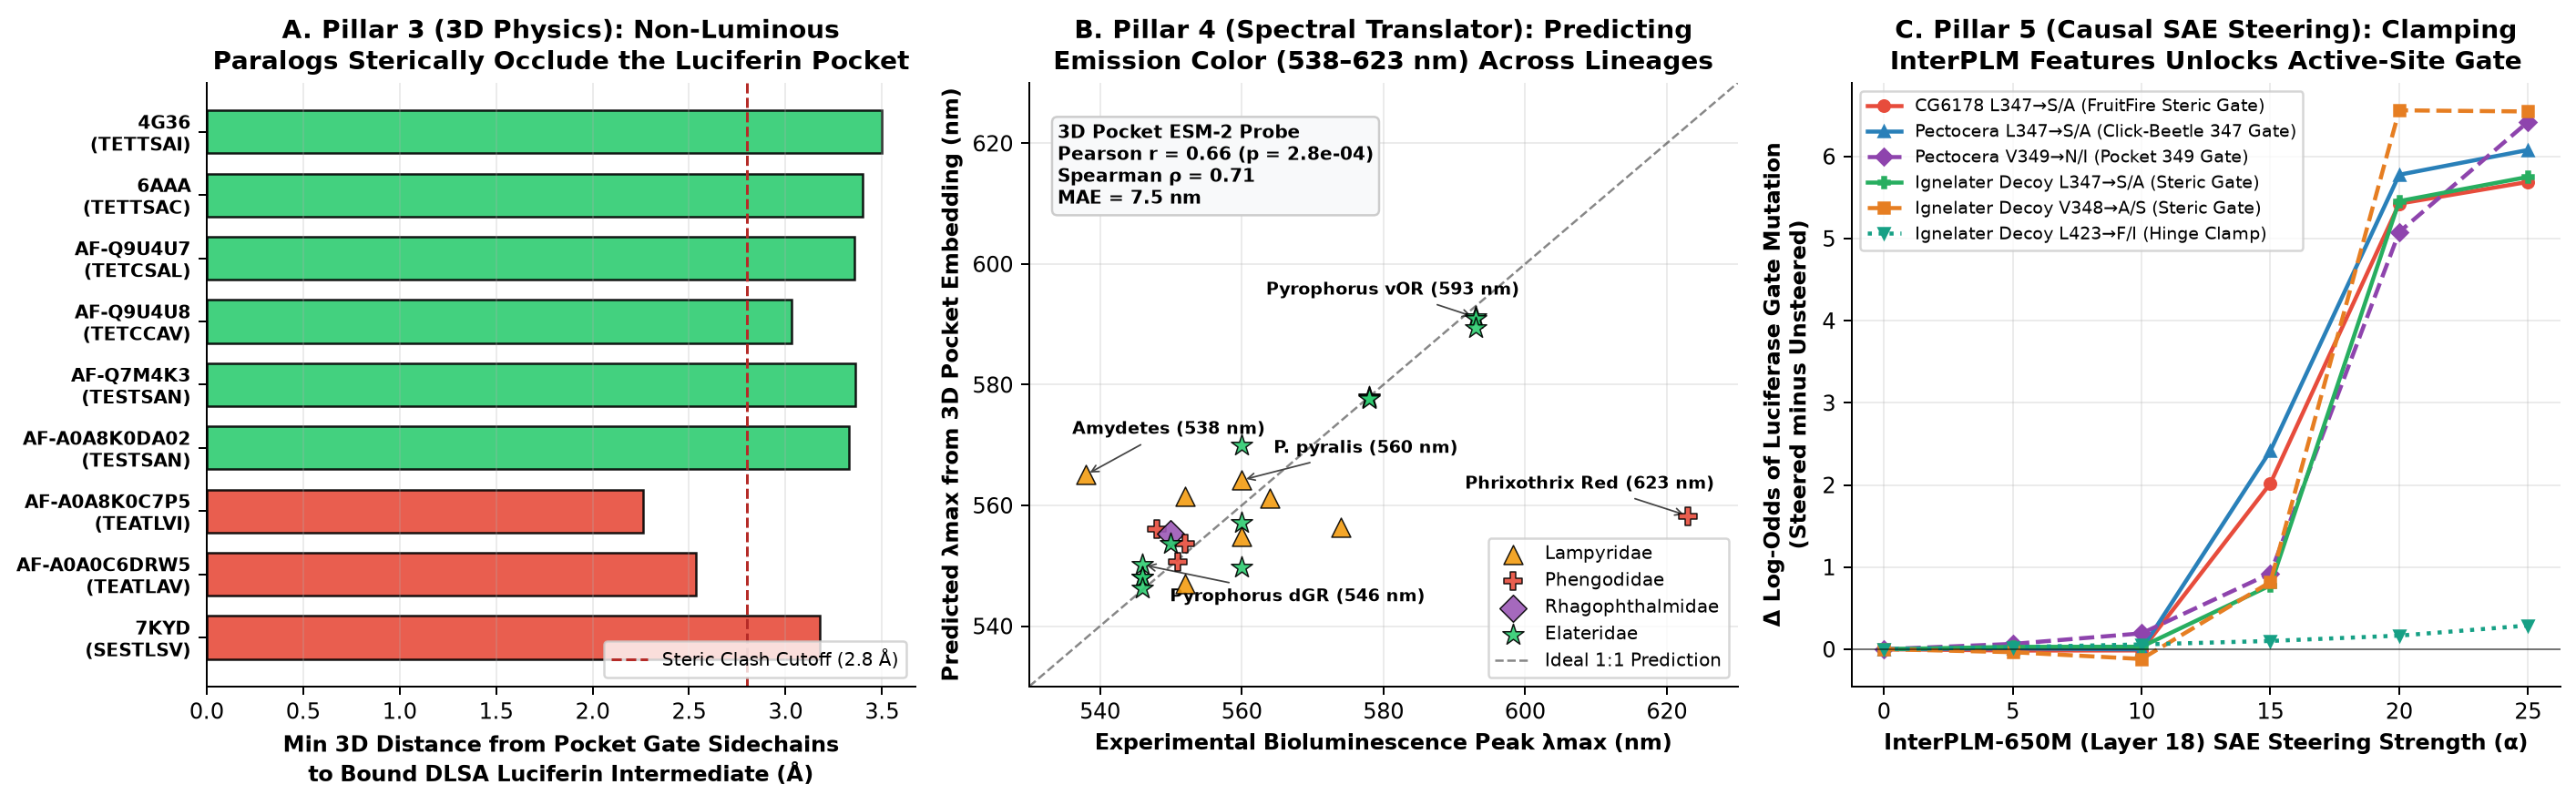 A. Pillar 3 (3D Physics): Non-Luminous
Paralogs Sterically Occlude the Luciferin Pocket
4G36
(TETTSAI)
6AAA
(TETTSAC)
AF-Q9U4U7
(TETCSAL)
AF-Q9U4U8
(TETCCAV)
AF-Q7M4K3
(TESTSAN)
AF-A0A8K0DA02
(TESTSAN)
AF-A0A8K0C7P5
(TEATLVI)
AF-A0A0C6DRW5
(TEATLAV)
7KYD
(SESTLSV)
Steric Clash Cutoff (2.8 Å)
0.0 0.5 1.0 1.5 2.0 2.5 3.0 3.5
Min 3D Distance from Pocket Gate Sidechains
to Bound DLSA Luciferin Intermediate (Å)
B. Pillar 4 (Spectral Translator): Predicting
Emission Color (538–623 nm) Across Lineages
Predicted λmax from 3D Pocket Embedding (nm)
620
600
580
560
540
3D Pocket ESM-2 Probe
Pearson r = 0.66 (p = 2.8e-04)
Spearman ρ = 0.71
MAE = 7.5 nm
Pyrophorus vOR (593 nm)
Amydetes (538 nm)
P. pyralis (560 nm)
Phrixothrix Red (623 nm)
Pyrophorus dGR (546 nm)
Lampyridae
Phengodidae
Rhagophthalmidae
Elateridae
Ideal 1:1 Prediction
540 560 580 600 620
Experimental Bioluminescence Peak λmax (nm)
C. Pillar 5 (Causal SAE Steering): Clamping
InterPLM Features Unlocks Active-Site Gate
Δ Log-Odds of Luciferase Gate Mutation
(Steered minus Unsteered)
6
5
4
3
2
1
0
CG6178 L347→S/A (FruitFire Steric Gate)
Pectocera L347→S/A (Click-Beetle 347 Gate)
Pectocera V349→N/I (Pocket 349 Gate)
Ignelater Decoy L347→S/A (Steric Gate)
Ignelater Decoy V348→A/S (Steric Gate)
Ignelater Decoy L423→F/I (Hinge Clamp)
0 5 10 15 20 25
InterPLM-650M (Layer 18) SAE Steering Strength (α)